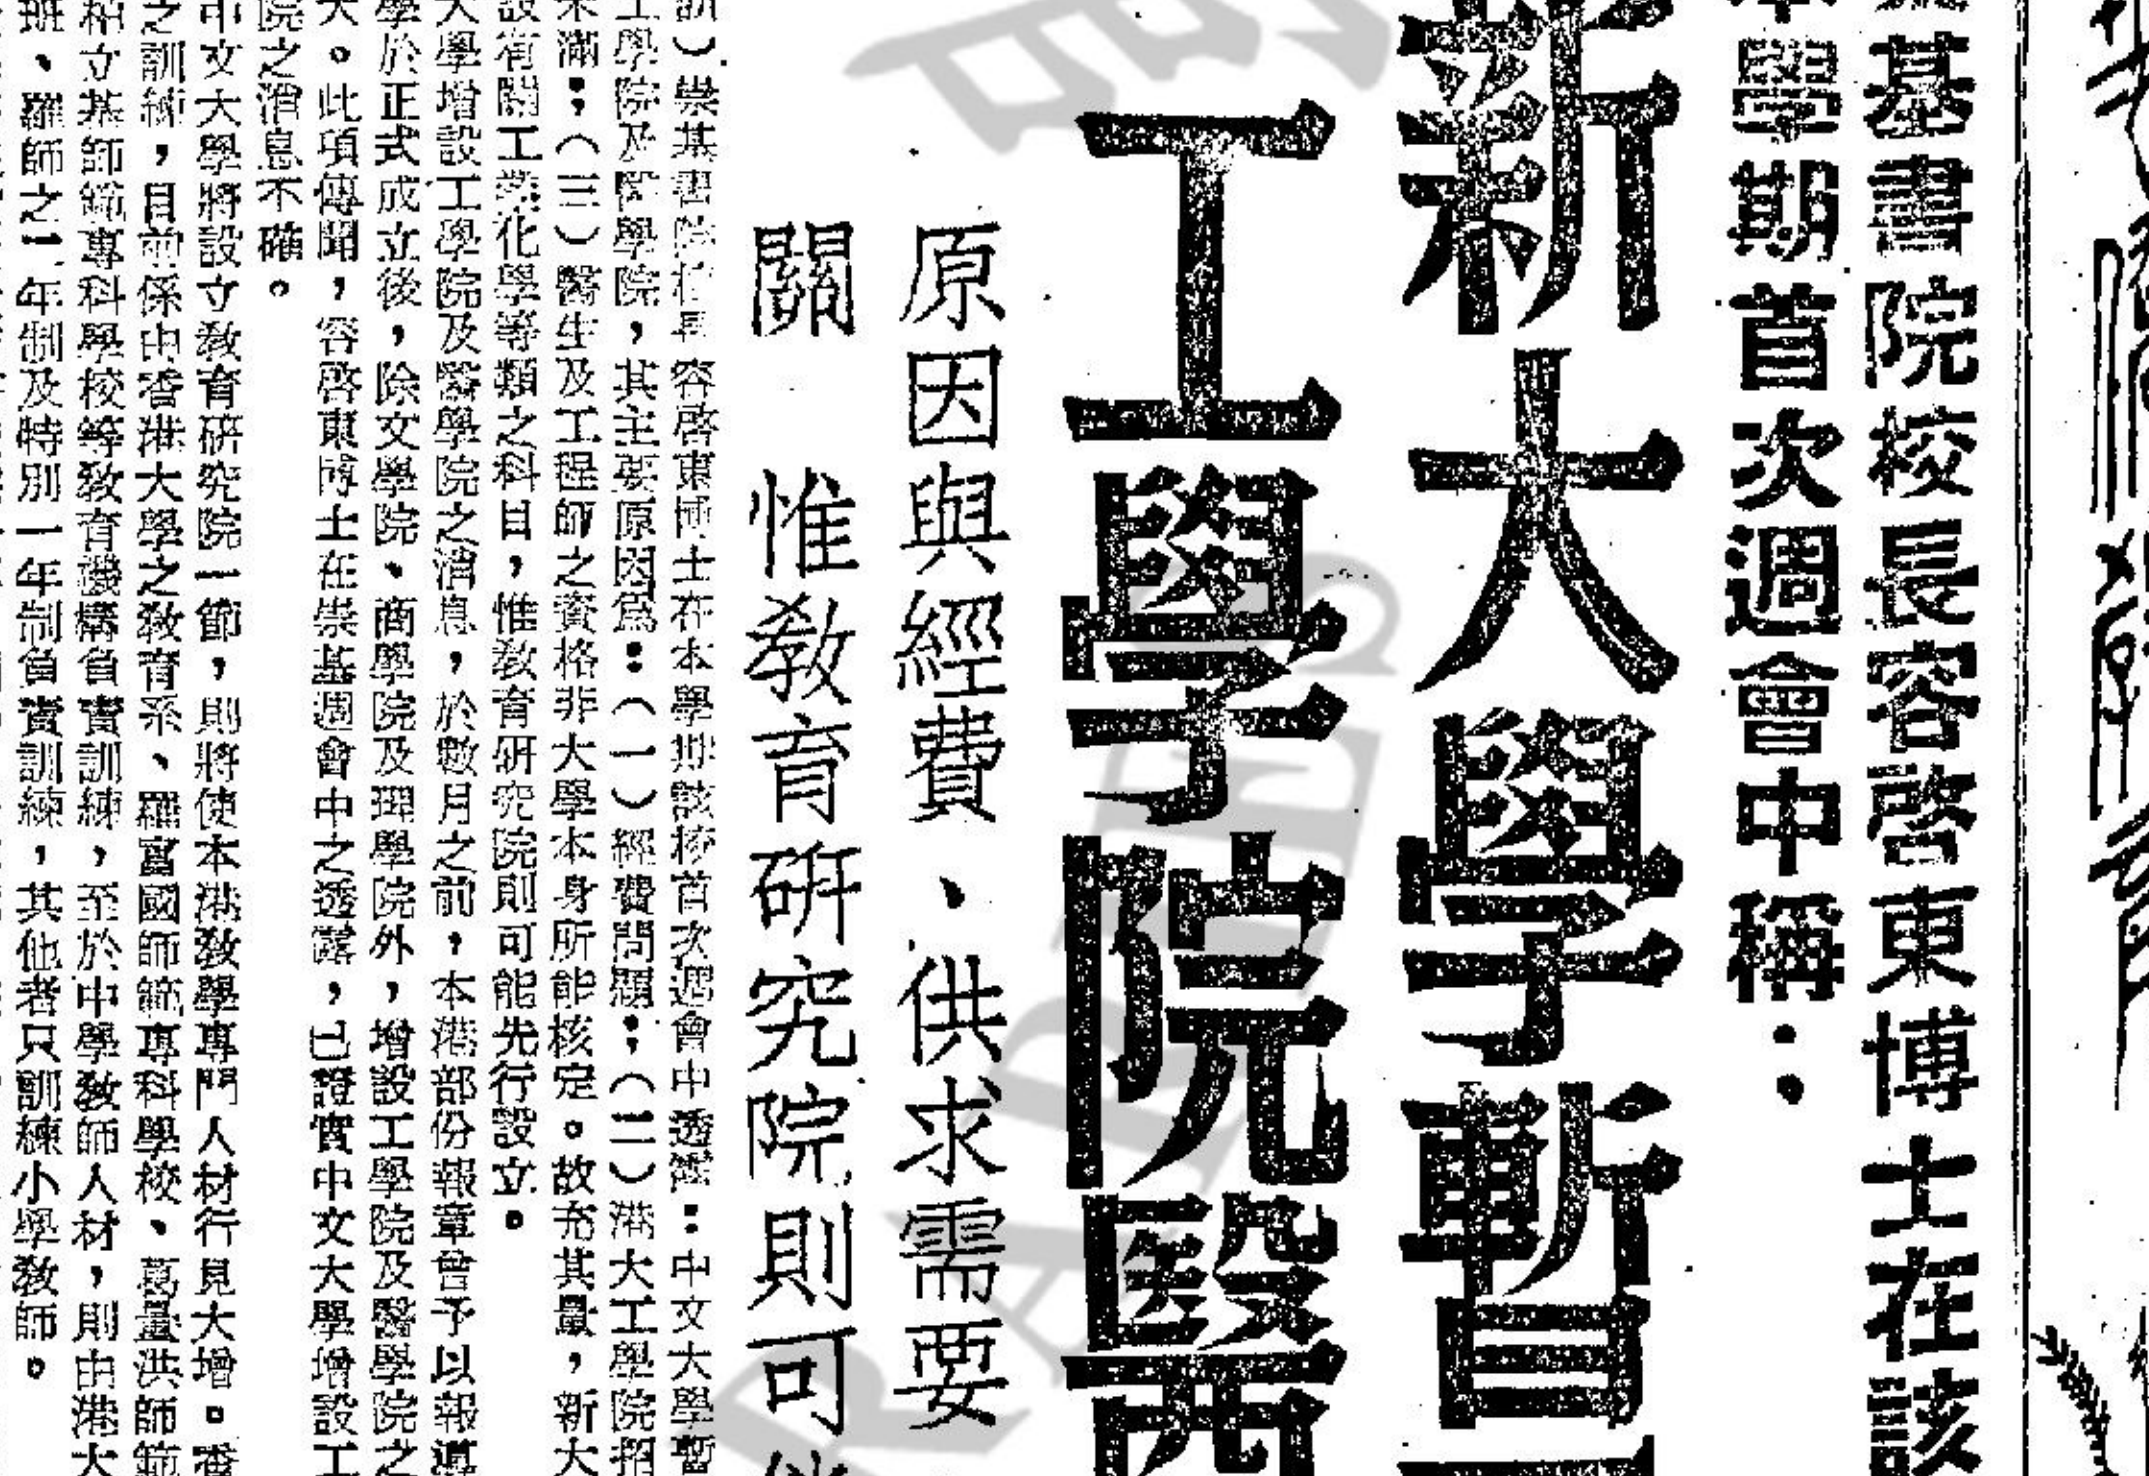 基書院校長容啓東博士在該
本學期首次週會中稱：
新大學暫
工學院醫
原因與經費、供求需要
關　惟敎育硏究院則可
訓）崇基書院校長容啓東博士在本學期該校首次週會中透露：中文大學暫
工學院及醫學院，其主要原因爲：（一）經費問題；（二）港大工學院招
未滿；（三）醫生及工程師之資格非大學本身所能核定。故充其量，新大
設有關工業化學等類之科目，惟敎育研究院則可能先行設立。
大學增設工學院及醫學院之消息，於數月之前，本港部份報章曾予以報道
學於正式成立後，除文學院、商學院及理學院外，增設工學院及醫學院之
大。此項傳聞，容啓東博士在崇基週會中之透露，已證實中文大學增設工
院之消息不確。
中文大學將設立敎育研究院一節，則將使本港敎學專門人材行見大增。香
之訓練，目前係由香港大學之敎育系、羅富國師範專科學校、葛量洪師範
柏立基師範專科學校等敎育機構負責訓練，至於中學敎師人材，則由港大
班、羅師之二年制及特別一年制負責訓練，其他者只訓練小學敎師。